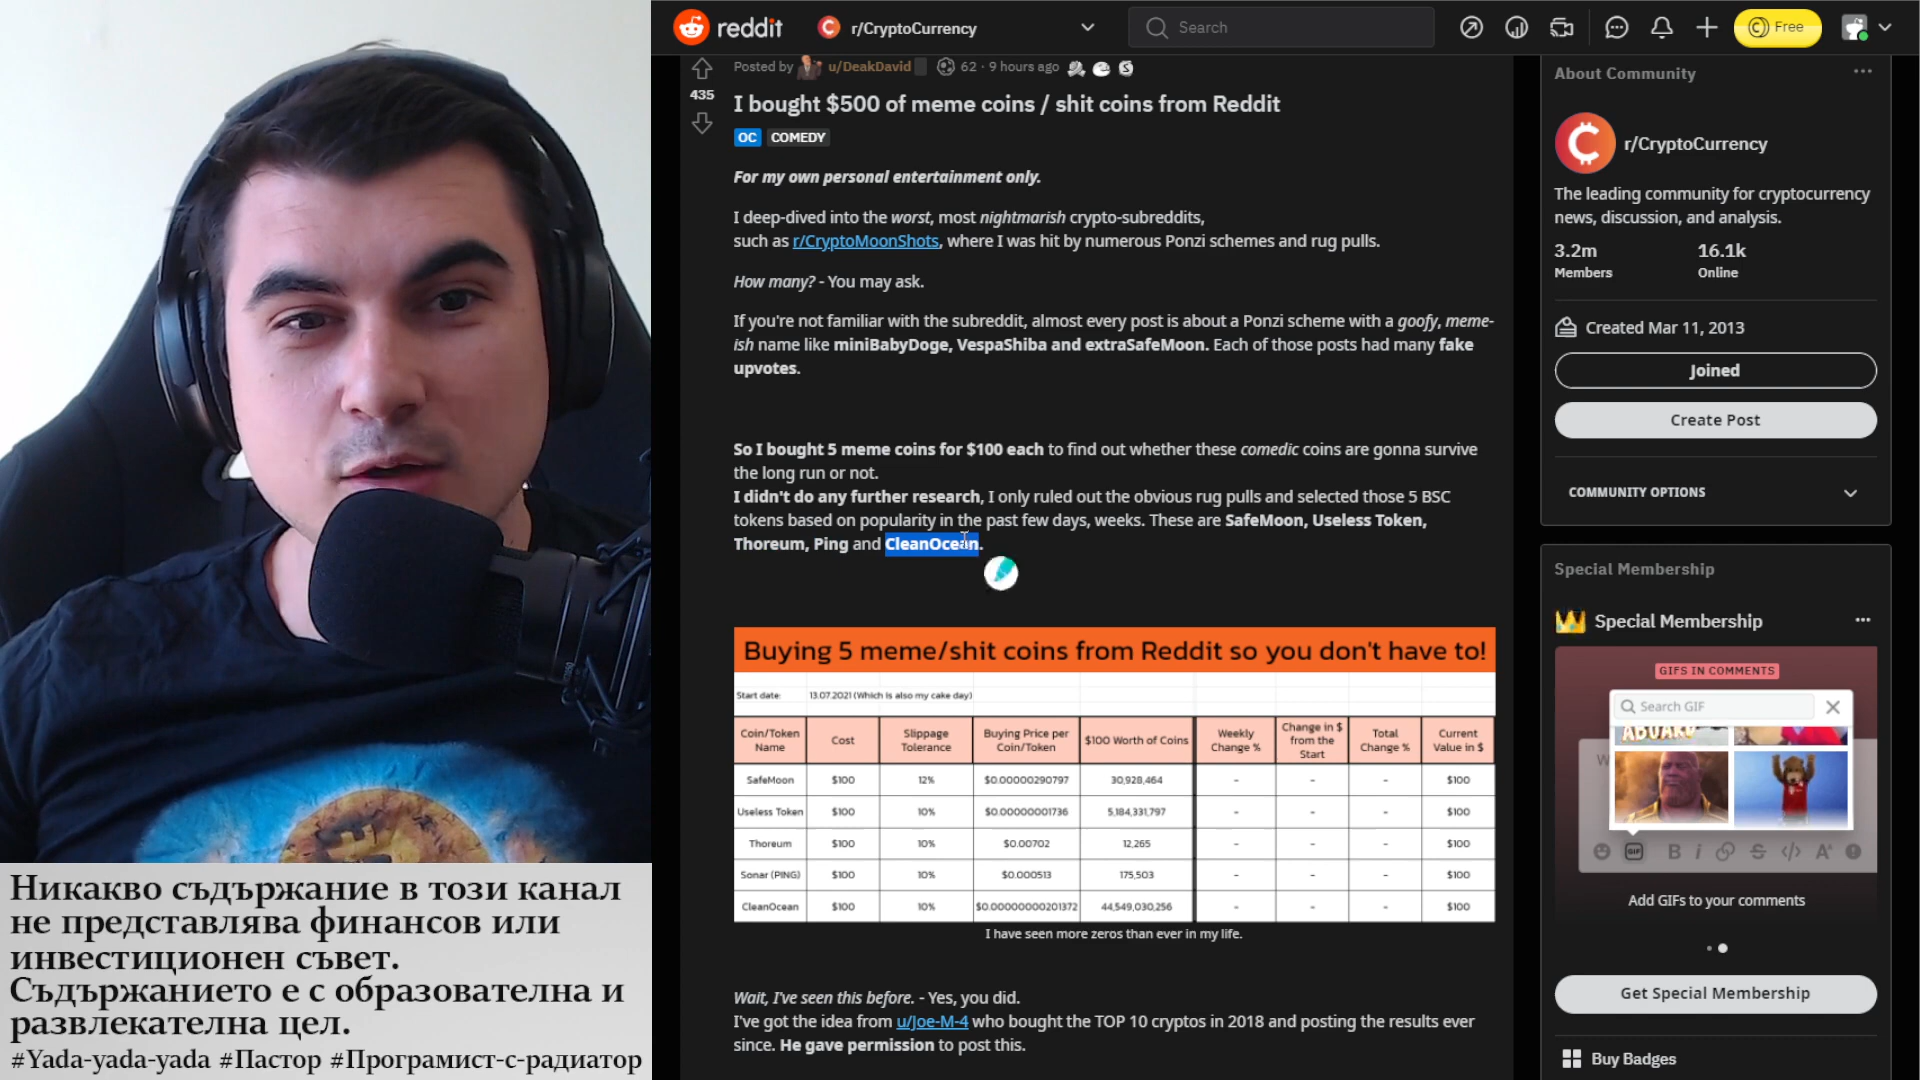 reddit
r/CryptoCurrency
Search
Free
Posted by u/DeakDavid 62 · 9 hours ago
435
I bought $500 of meme coins / shit coins from Reddit
OC COMEDY
For my own personal entertainment only.
I deep-dived into the worst, most nightmarish crypto-subreddits,
such as r/CryptoMoonShots, where I was hit by numerous Ponzi schemes and rug pulls.
How many? - You may ask.
If you're not familiar with the subreddit, almost every post is about a Ponzi scheme with a goofy, meme-
ish name like miniBabyDoge, VespaShiba and extraSafeMoon. Each of those posts had many fake
upvotes.
So I bought 5 meme coins for $100 each to find out whether these comedic coins are gonna survive
the long run or not.
I didn't do any further research, I only ruled out the obvious rug pulls and selected those 5 BSC
tokens based on popularity in the past few days, weeks. These are SafeMoon, Useless Token,
Thoreum, Ping and CleanOcean.
Buying 5 meme/shit coins from Reddit so you don't have to!
Start date: 13.07.2021 (Which is also my cake day)
Coin/Token Name Cost Slippage Tolerance Buying Price per Coin/Token $100 Worth of Coins Weekly Change % Change in $ from the Start Total Change % Current Value in $
SafeMoon $100 12% $0.00000290797 30,928,464 - - - $100
Useless Token $100 10% $0.00000001736 5,184,331,797 - - - $100
Thoreum $100 10% $0.00702 12,265 - - - $100
Sonar (PING) $100 10% $0.000513 175,503 - - - $100
CleanOcean $100 10% $0.00000000201372 44,549,030,256 - - - $100
I have seen more zeros than ever in my life.
Wait, I've seen this before. - Yes, you did.
I've got the idea from u/Joe-M-4 who bought the TOP 10 cryptos in 2018 and posting the results ever
since. He gave permission to post this.
About Community
r/CryptoCurrency
The leading community for cryptocurrency
news, discussion, and analysis.
3.2m 16.1k
Members Online
Created Mar 11, 2013
Joined
Create Post
COMMUNITY OPTIONS
Special Membership
Special Membership
GIFS IN COMMENTS
Search GIF
GIF B i S </> A
Add GIFs to your comments
Get Special Membership
Buy Badges
Никакво съдържание в този канал
не представлява финансов или
инвестиционен съвет.
Съдържанието е с образователна и
развлекателна цел.
#Yada-yada-yada #Пастор #Програмист-с-радиатор